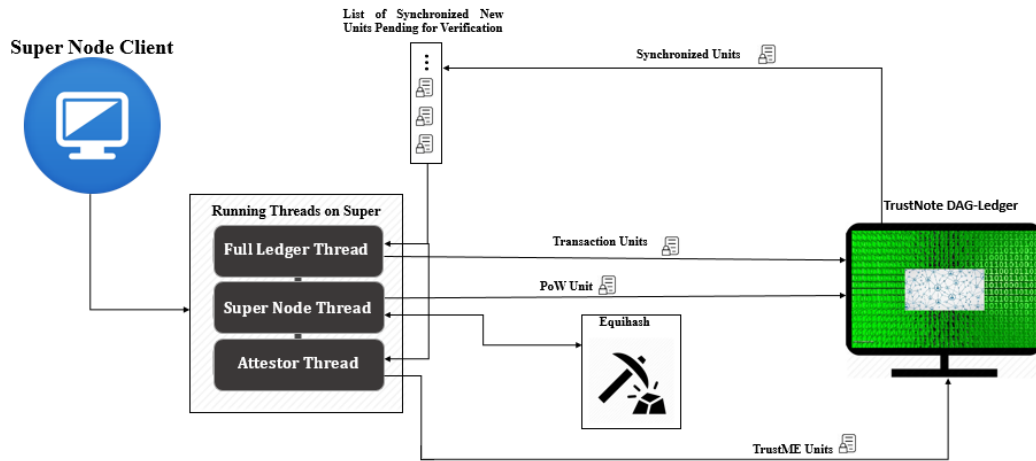 List of Synchronized New
Units Pending for Verification
Super Node Client
Synchronized Units
Running Threads on Super
TrustNote DAG-Ledger
Full Ledger Thread
Transaction Units
Super Node Thread
PoW Unit
Equihash
Attestor Thread
TrustME Units